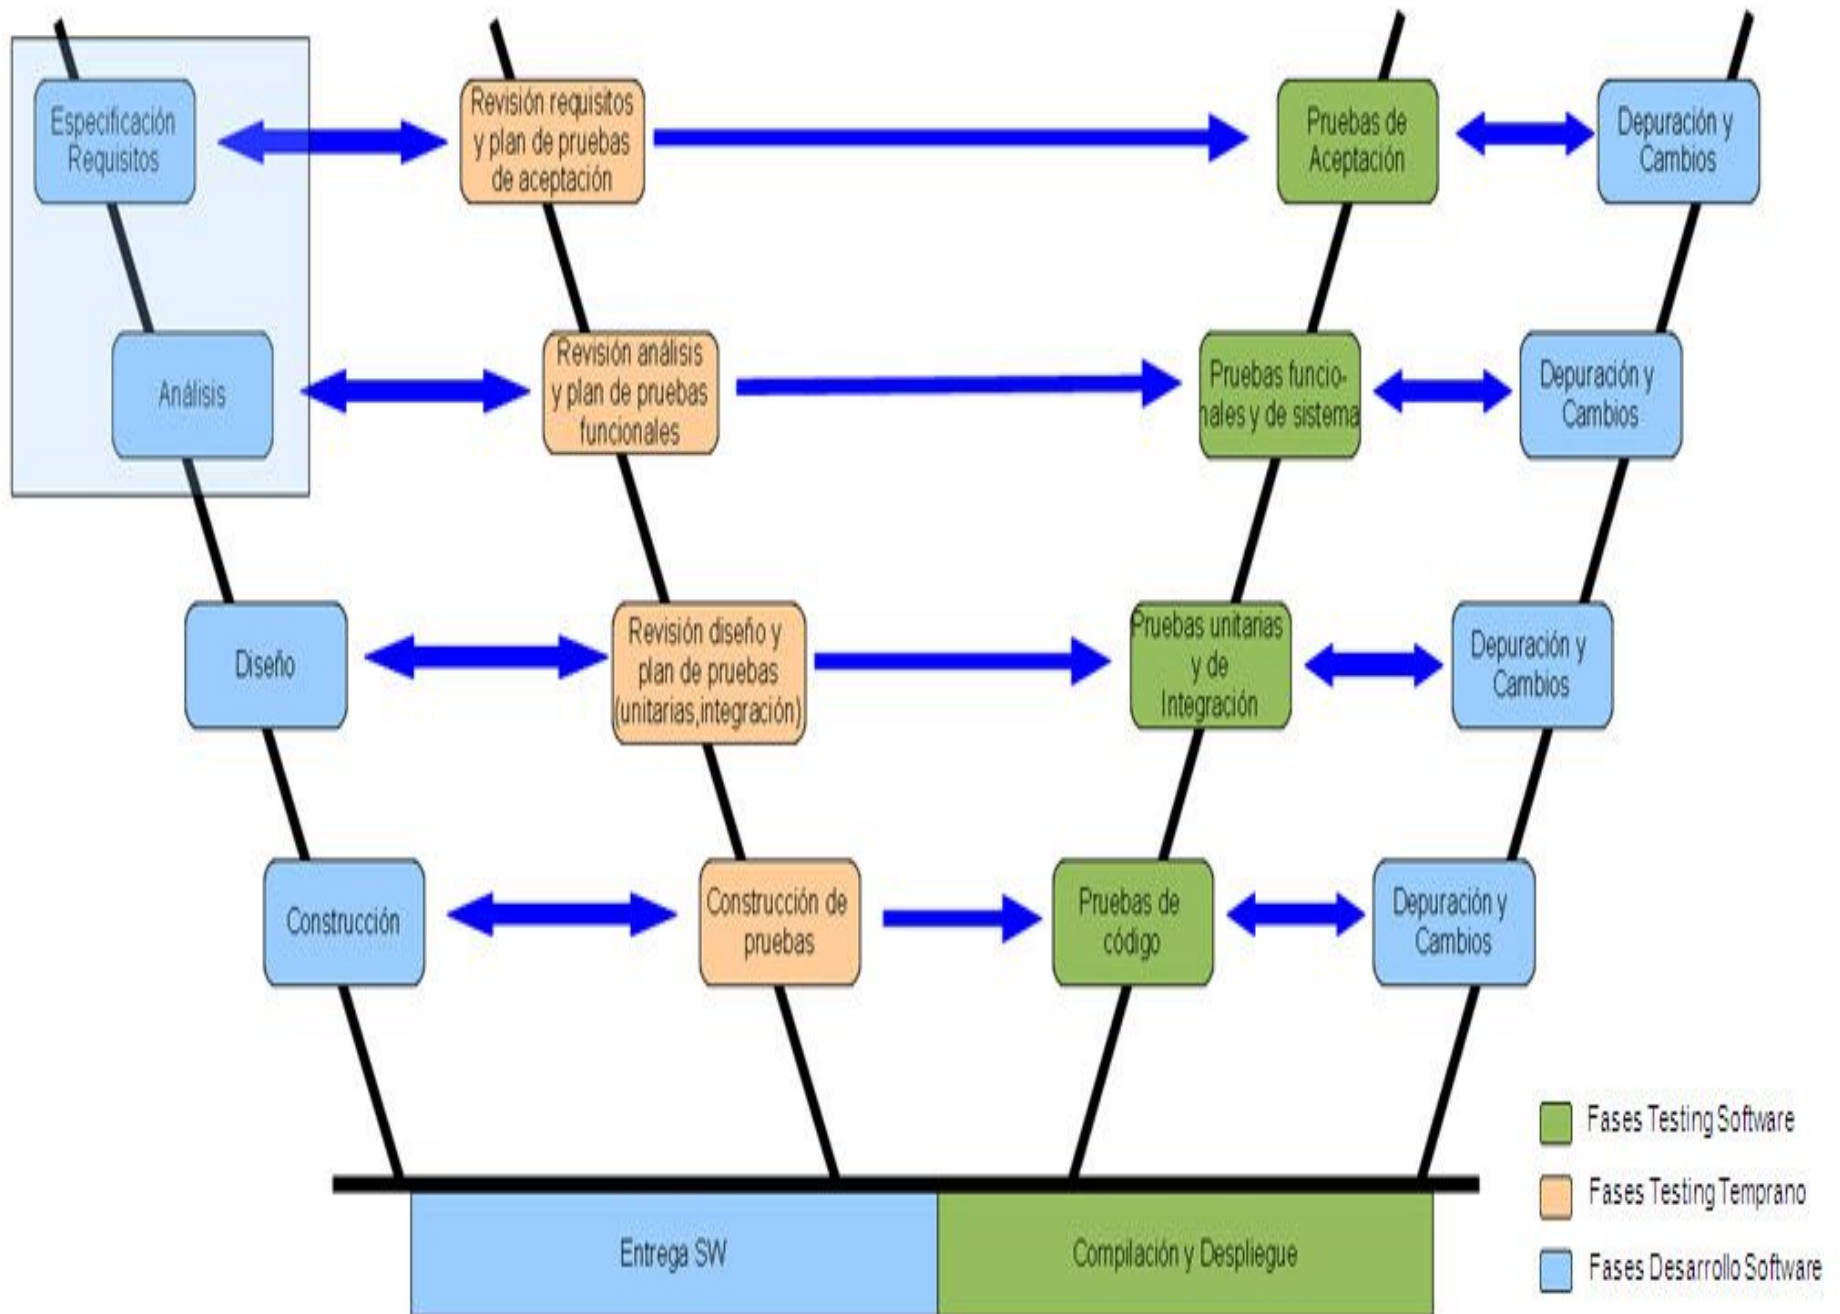 Especificación
Requisitos
Revisión requisitos
y plan de pruebas
de aceptación
Pruebas de
Aceptación
Depuración y
Cambios
Análisis
Revisión análisis
y plan de pruebas
funcionales
Pruebas funcio-
nales y de sistema
Depuración y
Cambios
Diseño
Revisión diseño y
plan de pruebas
(unitarias,integración)
Pruebas unitarias
y de
Integración
Depuración y
Cambios
Construcción
Construcción de
pruebas
Pruebas de
código
Depuración y
Cambios
Entrega SW
Compilación y Despliegue
Fases Testing Software
Fases Testing Temprano
Fases Desarrollo Software